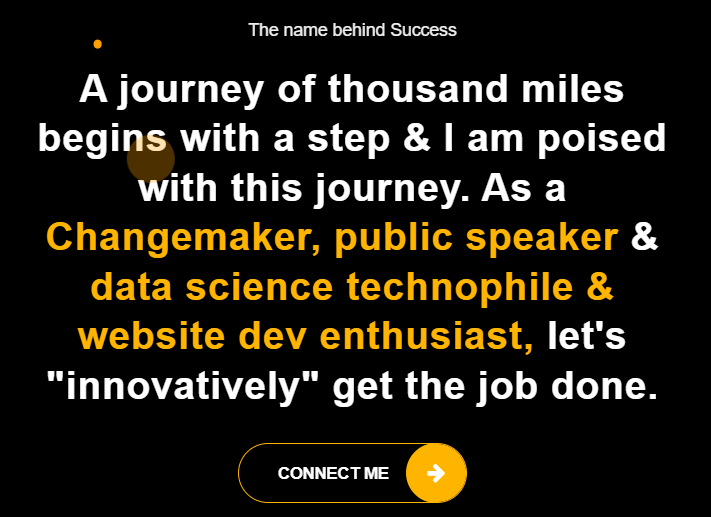 The name behind Success
A journey of thousand miles
begins with a step & I am poised
with this journey. As a
Changemaker, public speaker &
data science technophile &
website dev enthusiast, let's
"innovatively" get the job done.
CONNECT ME